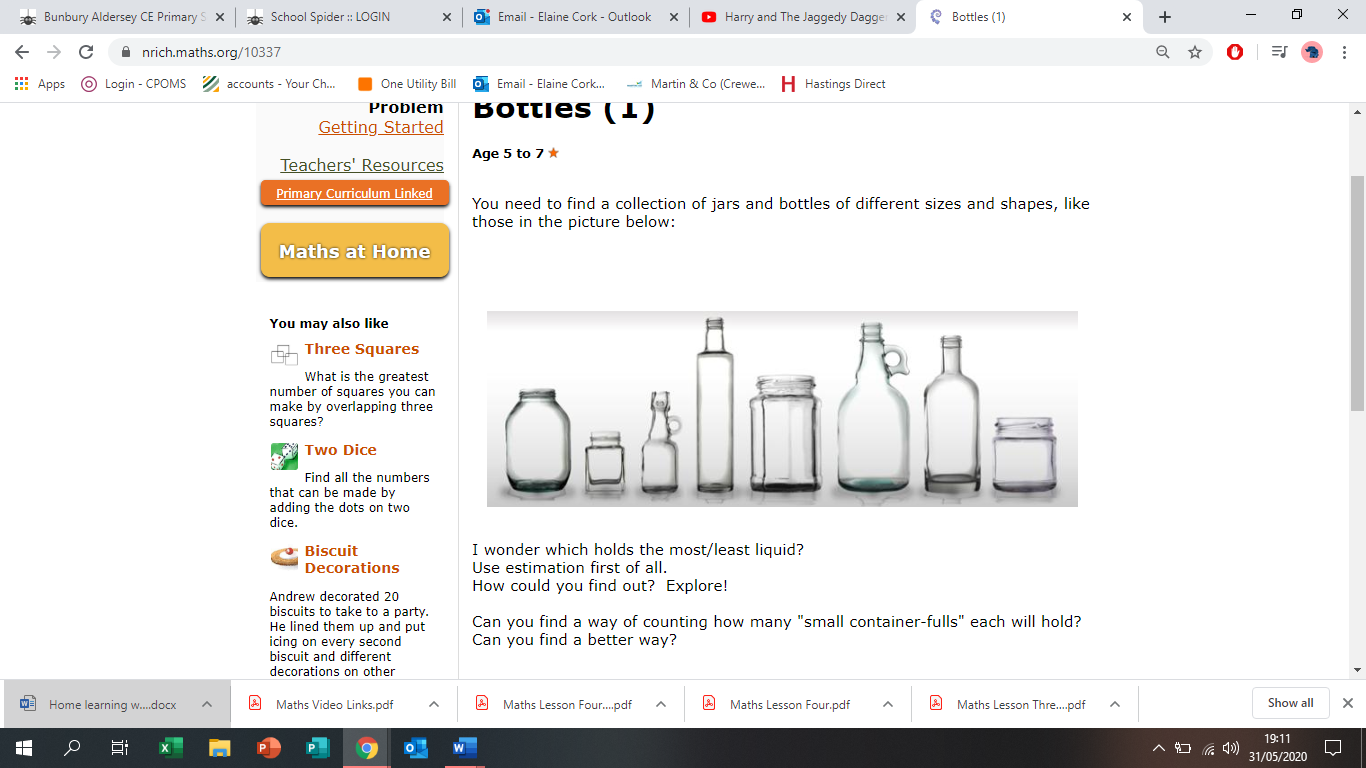 Bunbury Aldersey CE Primary S
School Spider :: LOGIN
Email - Elaine Cork - Outlook
Harry and The Jaggedy Dagge
Bottles (1)
nrich.maths.org/10337
Apps
Login - CPOMS
accounts - Your Ch...
One Utility Bill
Email - Elaine Cork...
Martin & Co (Crewe...
Hastings Direct
Problem
Getting Started
Teachers' Resources
Primary Curriculum Linked
Maths at Home
You may also like
Three Squares
What is the greatest
number of squares you can
make by overlapping three
squares?
Two Dice
Find all the numbers
that can be made by
adding the dots on two
dice.
Biscuit
Decorations
Andrew decorated 20
biscuits to take to a party.
He lined them up and put
icing on every second
biscuit and different
decorations on other
Bottles (1)
Age 5 to 7
You need to find a collection of jars and bottles of different sizes and shapes, like
those in the picture below:
I wonder which holds the most/least liquid?
Use estimation first of all.
How could you find out?  Explore!
Can you find a way of counting how many "small container-fulls" each will hold?
Can you find a better way?
Home learning w....docx
Maths Video Links.pdf
Maths Lesson Four....pdf
Maths Lesson Four.pdf
Maths Lesson Thre....pdf
Show all
19:11
31/05/2020